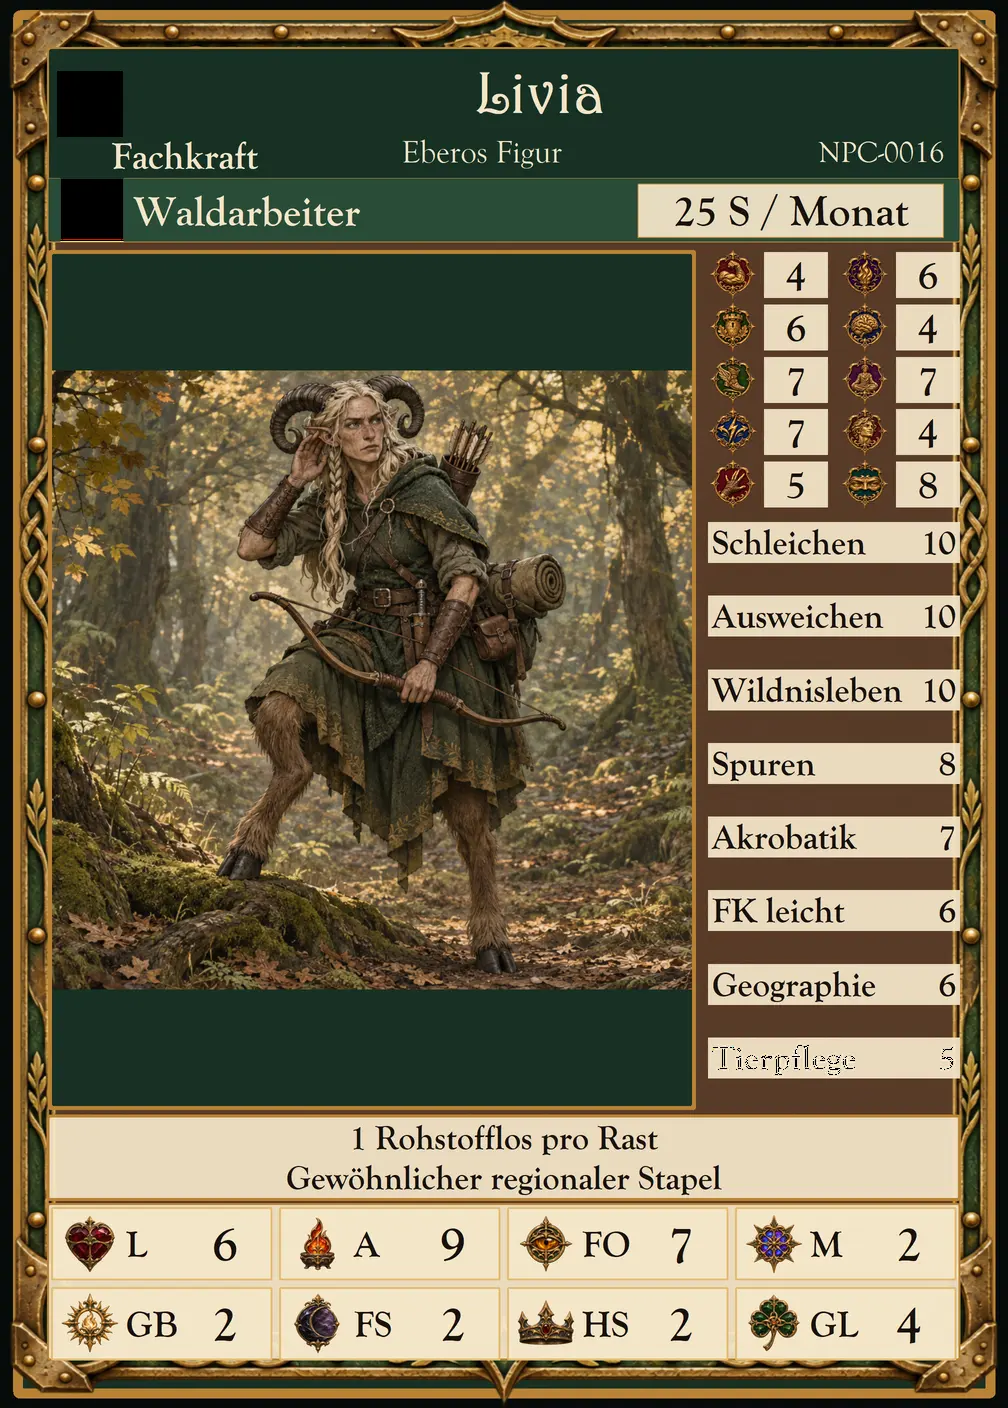 Livia
Fachkraft Eberos Figur NPC-0016
Waldarbeiter 25 S / Monat
4 6
6 4
7 7
7 4
5 8
Schleichen 10
Ausweichen 10
Wildnisleben 10
Spuren 8
Akrobatik 7
FK leicht 6
Geographie 6
Tierpflege 5
1 Rohstofflos pro Rast
Gewöhnlicher regionaler Stapel
L 6 A 9 FO 7 M 2
GB 2 FS 2 HS 2 GL 4